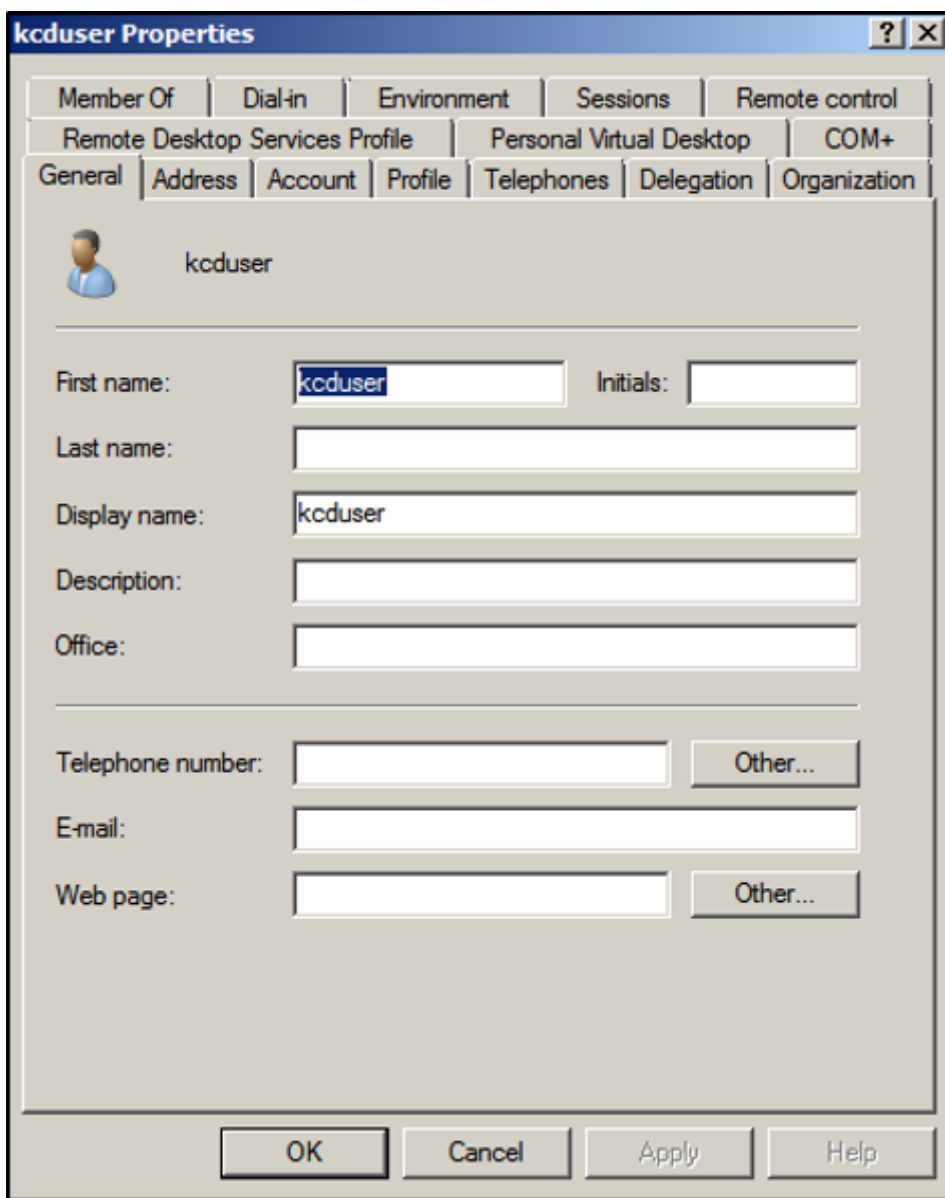 kcduser Properties
Member Of Dial-in Environment Sessions Remote control
Remote Desktop Services Profile Personal Virtual Desktop COM+
General Address Account Profile Telephones Delegation Organization
kcduser
First name: kcduser Initials:
Last name:
Display name: kcduser
Description:
Office:
Telephone number: Other...
E-mail:
Web page: Other...
OK Cancel Apply Help